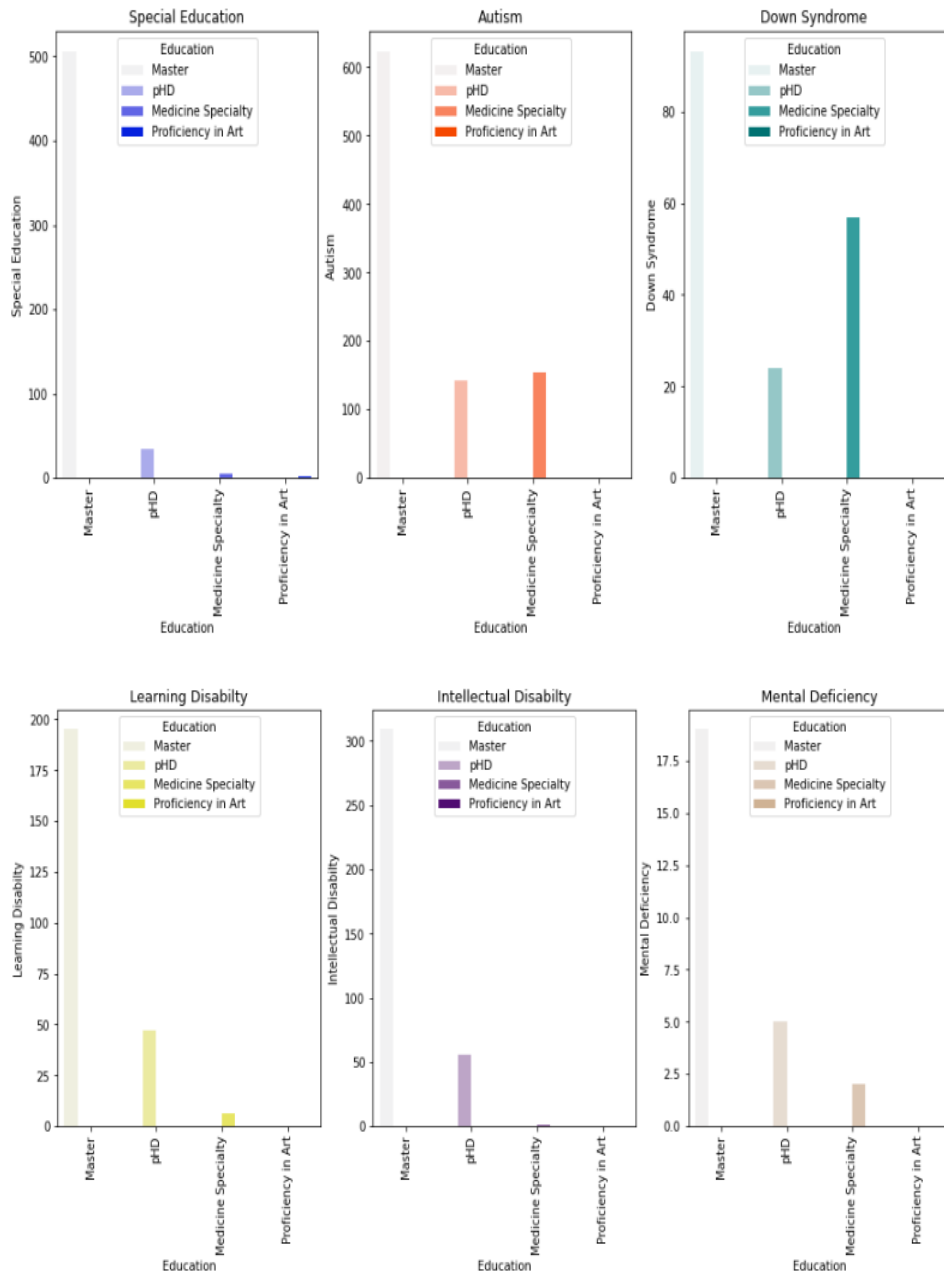 Special Education
Education
Master
pHD
Medicine Specialty
Proficiency in Art
Special Education
500
400
300
200
100
0
Master
pHD
Medicine Specialty
Proficiency in Art
Education
Autism
Education
Master
pHD
Medicine Specialty
Proficiency in Art
Autism
600
500
400
300
200
100
0
Master
pHD
Medicine Specialty
Proficiency in Art
Education
Down Syndrome
Education
Master
pHD
Medicine Specialty
Proficiency in Art
Down Syndrome
80
60
40
20
0
Master
pHD
Medicine Specialty
Proficiency in Art
Education
Learning Disabilty
Education
Master
pHD
Medicine Specialty
Proficiency in Art
Learning Disabilty
200
175
150
125
100
75
50
25
0
Master
pHD
Medicine Specialty
Proficiency in Art
Education
Intellectual Disabilty
Education
Master
pHD
Medicine Specialty
Proficiency in Art
Intellectual Disabilty
300
250
200
150
100
50
0
Master
pHD
Medicine Specialty
Proficiency in Art
Education
Mental Deficiency
Education
Master
pHD
Medicine Specialty
Proficiency in Art
Mental Deficiency
17.5
15.0
12.5
10.0
7.5
5.0
2.5
0.0
Master
pHD
Medicine Specialty
Proficiency in Art
Education